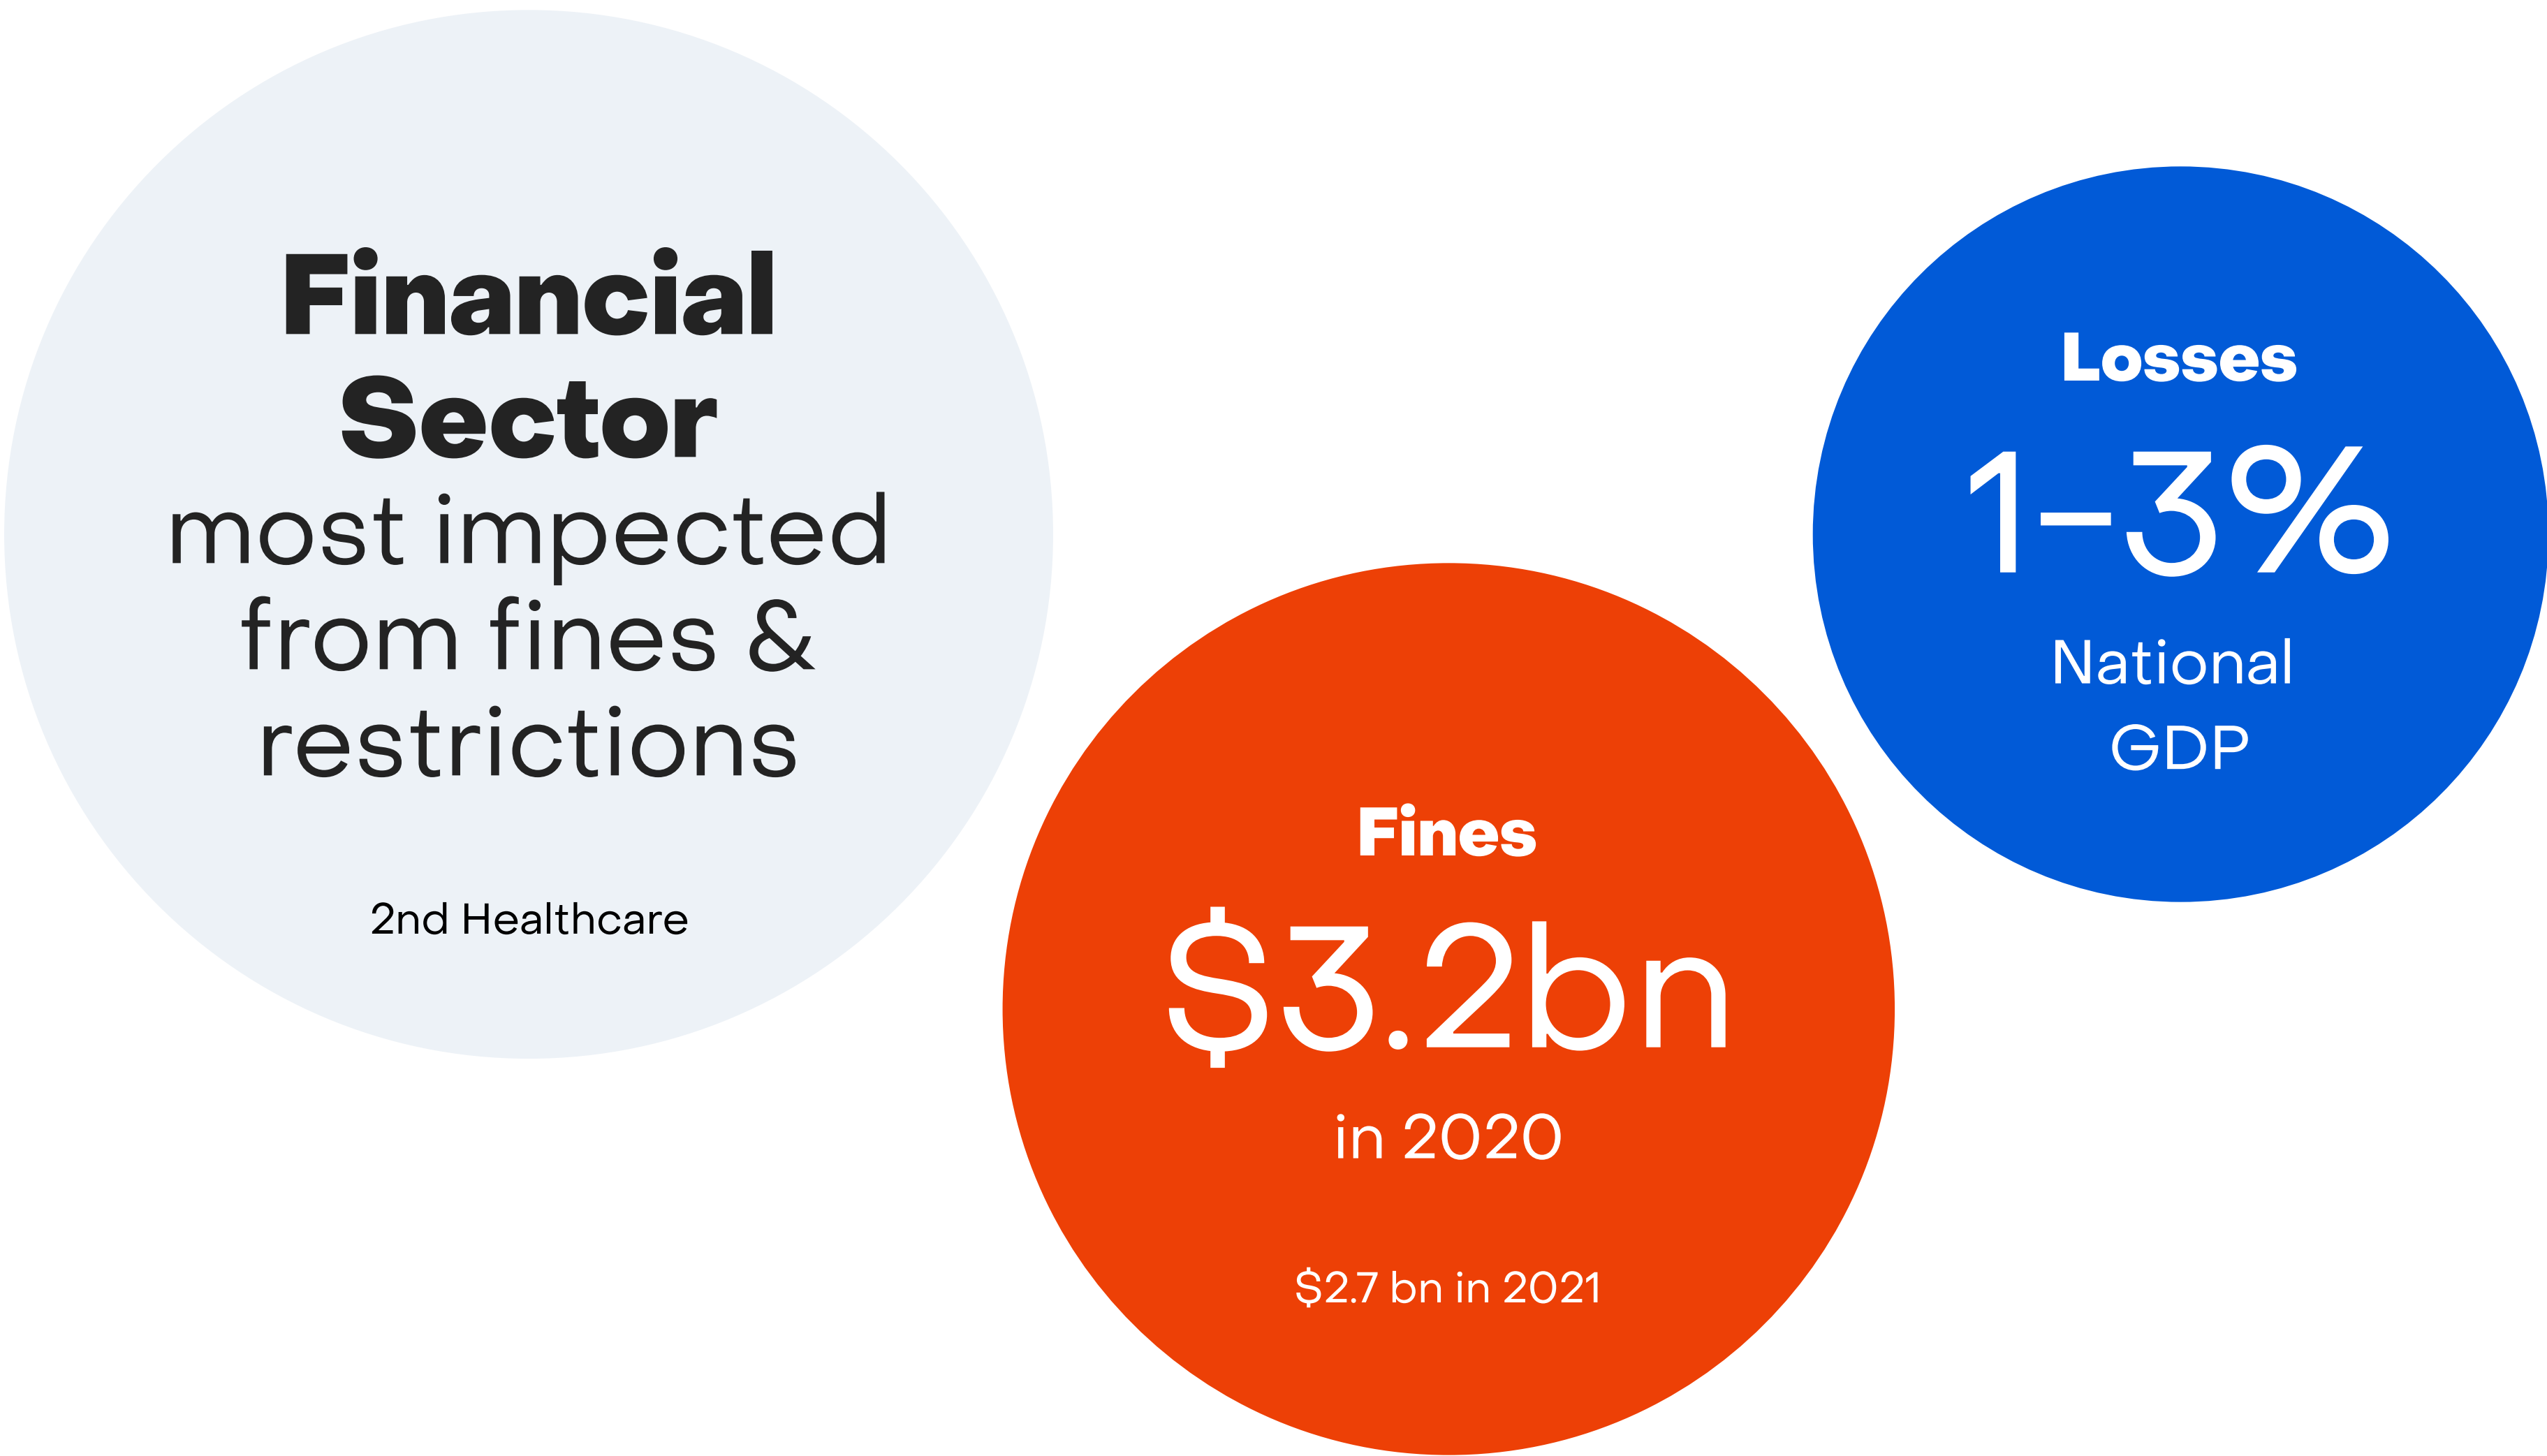 Financial
Sector
most impected
from fines &
restrictions
2nd Healthcare
Fines
$3.2bn
in 2020
$2.7 bn in 2021
Losses
1–3%
National
GDP